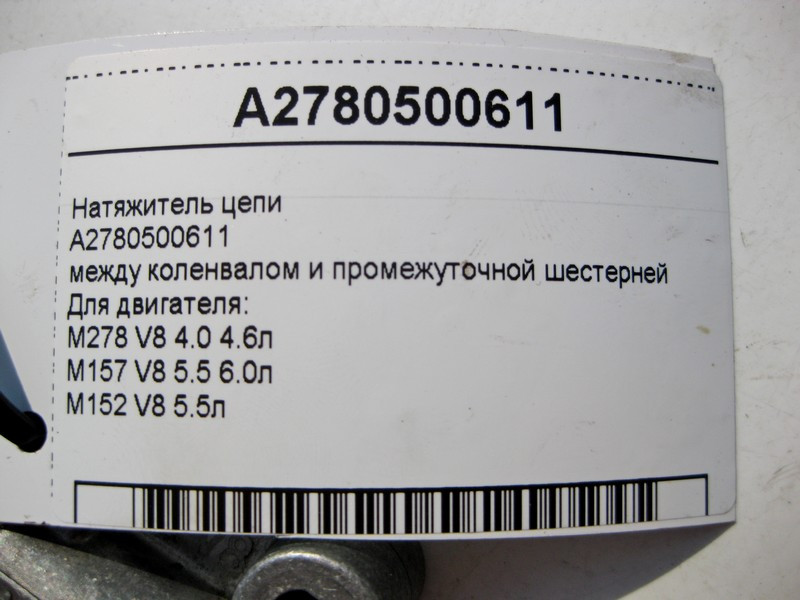 A2780500611
Натяжитель цепи
A2780500611
между коленвалом и промежуточной шестерней
Для двигателя:
M278 V8 4.0 4.6л
M157 V8 5.5 6.0л
M152 V8 5.5л